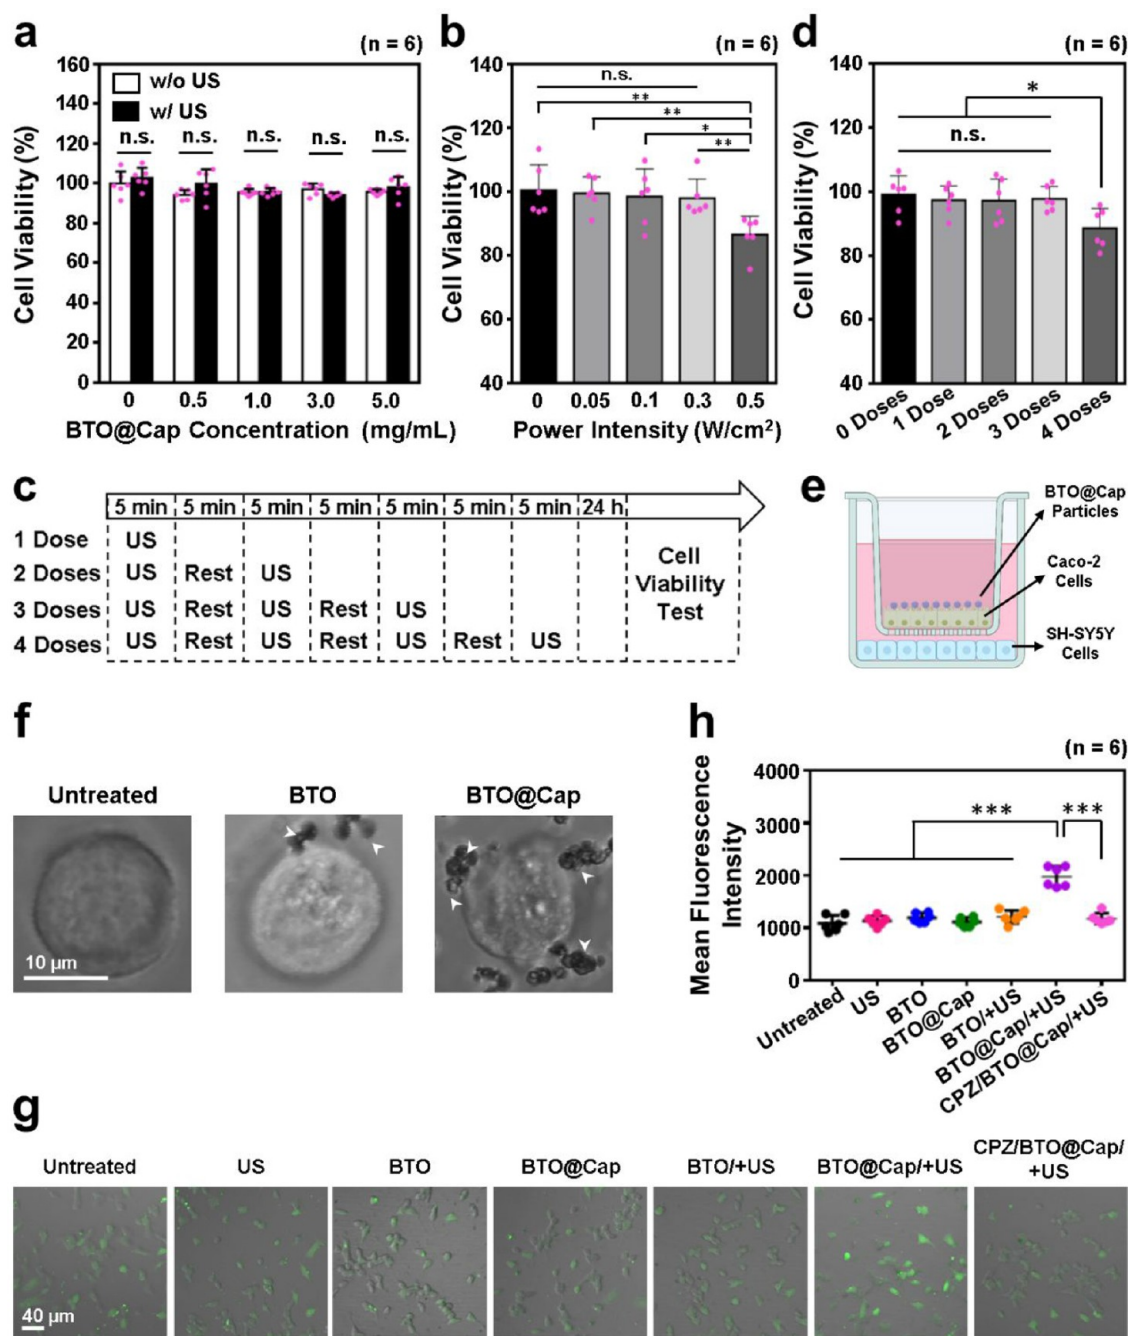 a
(n = 6)
160
140
120
100
80
60
40
20
0
Cell Viability (%)
w/o US
w/ US
n.s.
n.s.
n.s.
n.s.
n.s.
0
0.5
1.0
3.0
5.0
BTO@Cap Concentration (mg/mL)
b
(n = 6)
140
120
100
80
60
40
Cell Viability (%)
n.s.
**
**
*
**
0
0.05
0.1
0.3
0.5
Power Intensity (W/cm²)
d
(n = 6)
140
120
100
80
60
40
Cell Viability (%)
*
n.s.
0 Doses
1 Dose
2 Doses
3 Doses
4 Doses
c
5 min 5 min 5 min 5 min 5 min 5 min 5 min 24 h
1 Dose US
2 Doses US Rest US
3 Doses US Rest US Rest US
4 Doses US Rest US Rest US Rest US
Cell
Viability
Test
e
BTO@Cap
Particles
Caco-2
Cells
SH-SY5Y
Cells
f
Untreated
BTO
BTO@Cap
10 μm
h
(n = 6)
Mean Fluorescence
Intensity
4000
3000
2000
1000
0
***
***
Untreated
US
BTO
BTO@Cap
BTO/+US
BTO@Cap/+US
CPZ/BTO@Cap/+US
g
Untreated
US
BTO
BTO@Cap
BTO/+US
BTO@Cap/+US
CPZ/BTO@Cap/
+US
40 μm